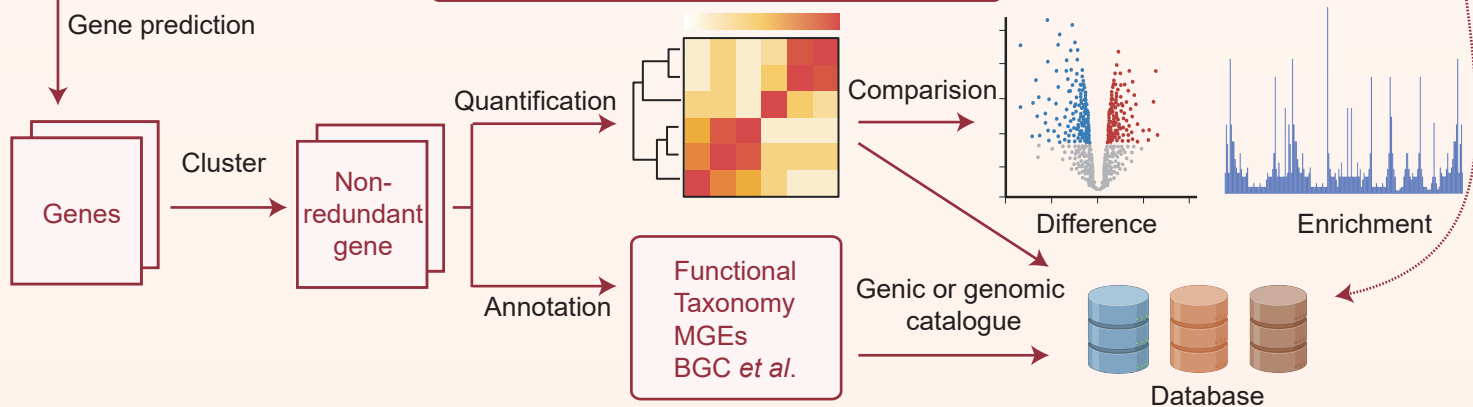 Gene prediction
Genes
Cluster
Non-
redundant
gene
Quantification
Annotation
Comparision
Functional
Taxonomy
MGEs
BGC et al.
Genic or genomic
catalogue
Difference
Enrichment
Database